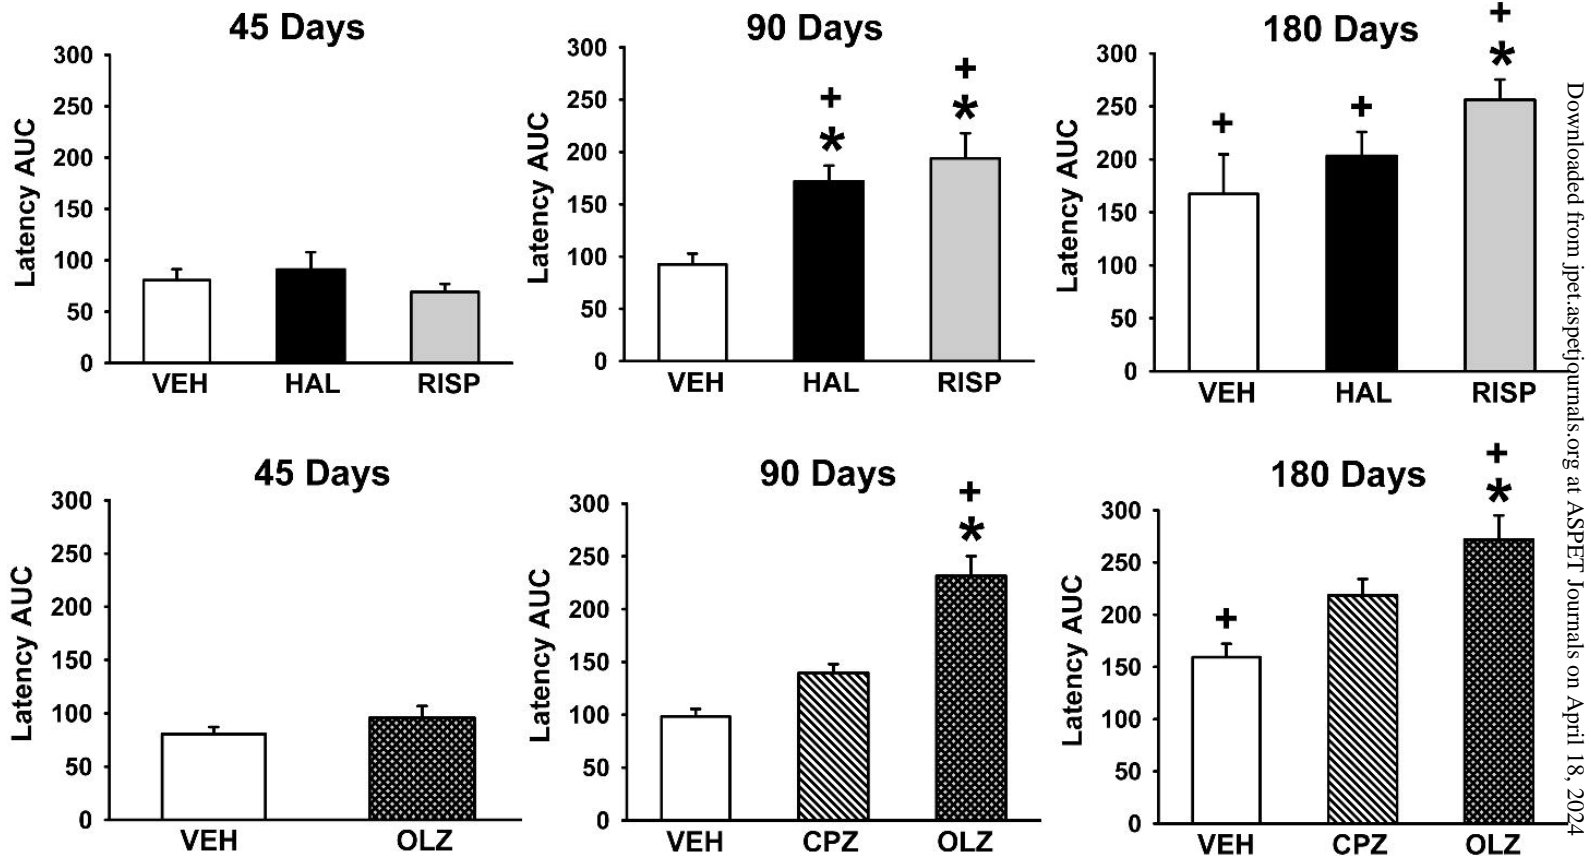 45 Days
Latency AUC
300
250
200
150
100
50
0
VEH HAL RISP
90 Days
Latency AUC
300
250
200
150
100
50
0
+ +
* *
VEH HAL RISP
180 Days
Latency AUC
300
250
200
150
100
50
0
+ + +
*
VEH HAL RISP
45 Days
Latency AUC
300
250
200
150
100
50
0
VEH OLZ
90 Days
Latency AUC
300
250
200
150
100
50
0
+
*
VEH CPZ OLZ
180 Days
Latency AUC
300
250
200
150
100
50
0
+ +
*
VEH CPZ OLZ
Downloaded from jpet.aspetjournals.org at ASPET Journals on April 18, 2024